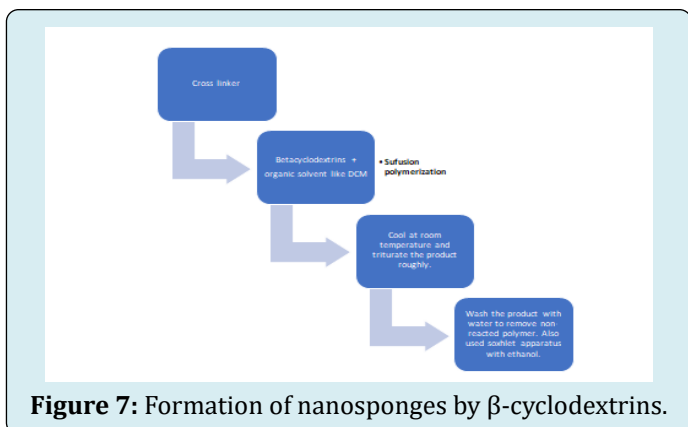 Cross linker
Betacyclodextrins +
organic solvent like DCM
• Sufusion
polymerization
Cool at room
temperature and
triturate the product
roughly.
Wash the product with
water to remove non
reacted polymer. Also
used soxhlet apparatus
with ethanol.
Figure 7: Formation of nanosponges by β-cyclodextrins.